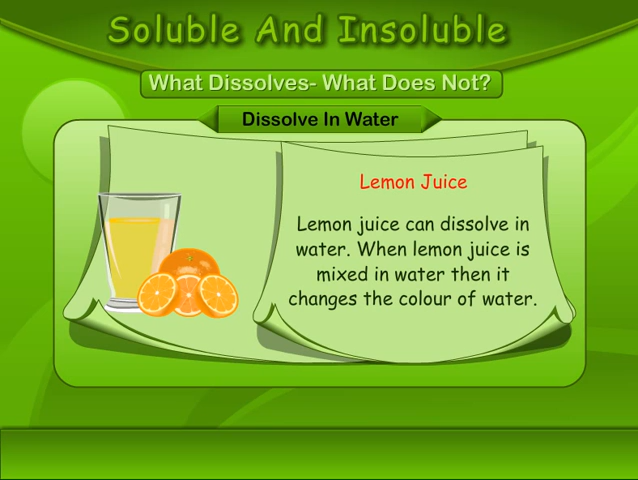 Soluble And Insoluble
What Dissolves- What Does Not?
Dissolve In Water
Lemon Juice
Lemon juice can dissolve in
water. When lemon juice is
mixed in water then it
changes the colour of water.